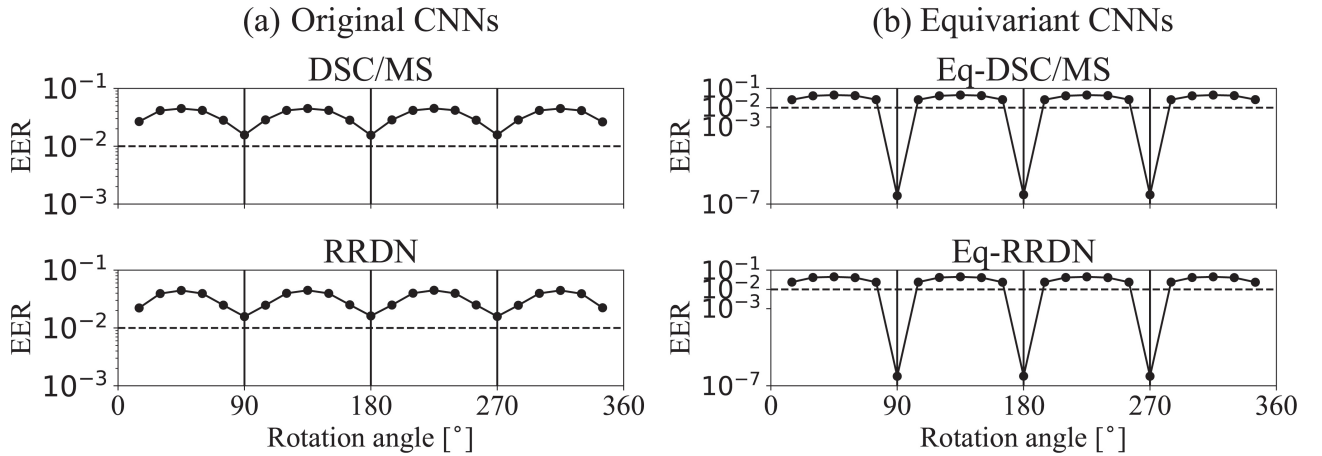 (a) Original CNNs
DSC/MS
EER
10⁻¹
10⁻²
10⁻³
RRDN
EER
10⁻¹
10⁻²
10⁻³
0 90 180 270 360
Rotation angle [˚]
(b) Equivariant CNNs
Eq-DSC/MS
EER
10⁻¹
10⁻²
10⁻³
10⁻⁷
Eq-RRDN
EER
10⁻¹
10⁻²
10⁻³
10⁻⁷
0 90 180 270 360
Rotation angle [˚]